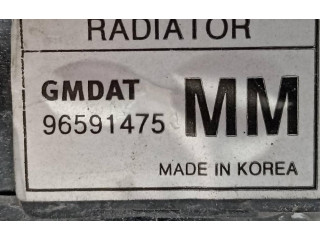 RADIATOR
GMDAT
96591475 MM
MADE IN KOREA